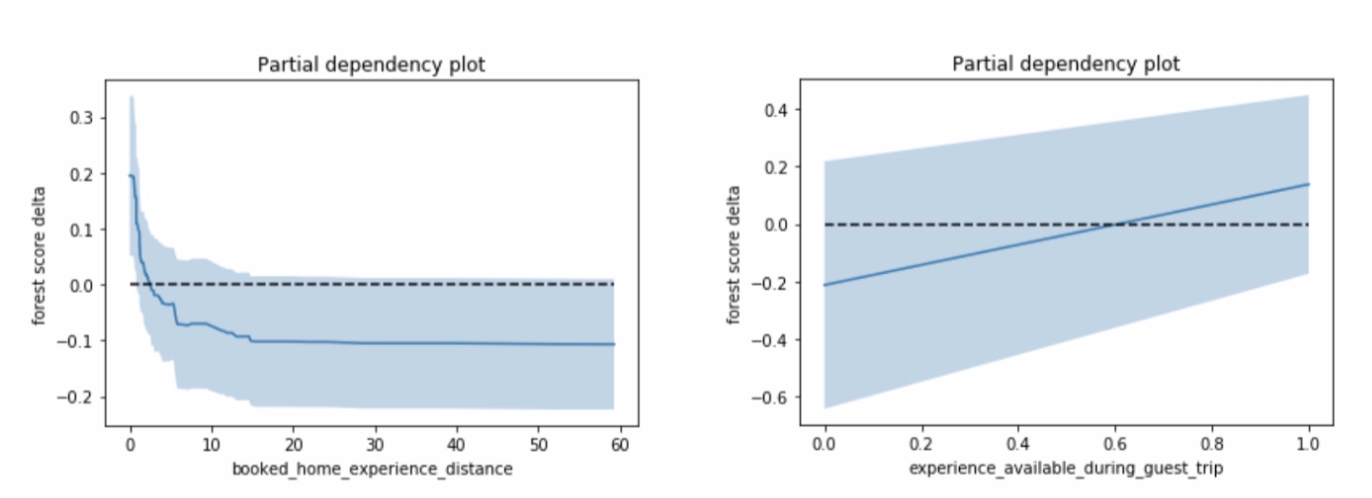 Partial dependency plot
0.3
0.2
0.1
0.0
−0.1
−0.2
forest score delta
0 10 20 30 40 50 60
booked_home_experience_distance
Partial dependency plot
0.4
0.2
0.0
−0.2
−0.4
−0.6
forest score delta
0.0 0.2 0.4 0.6 0.8 1.0
experience_available_during_guest_trip